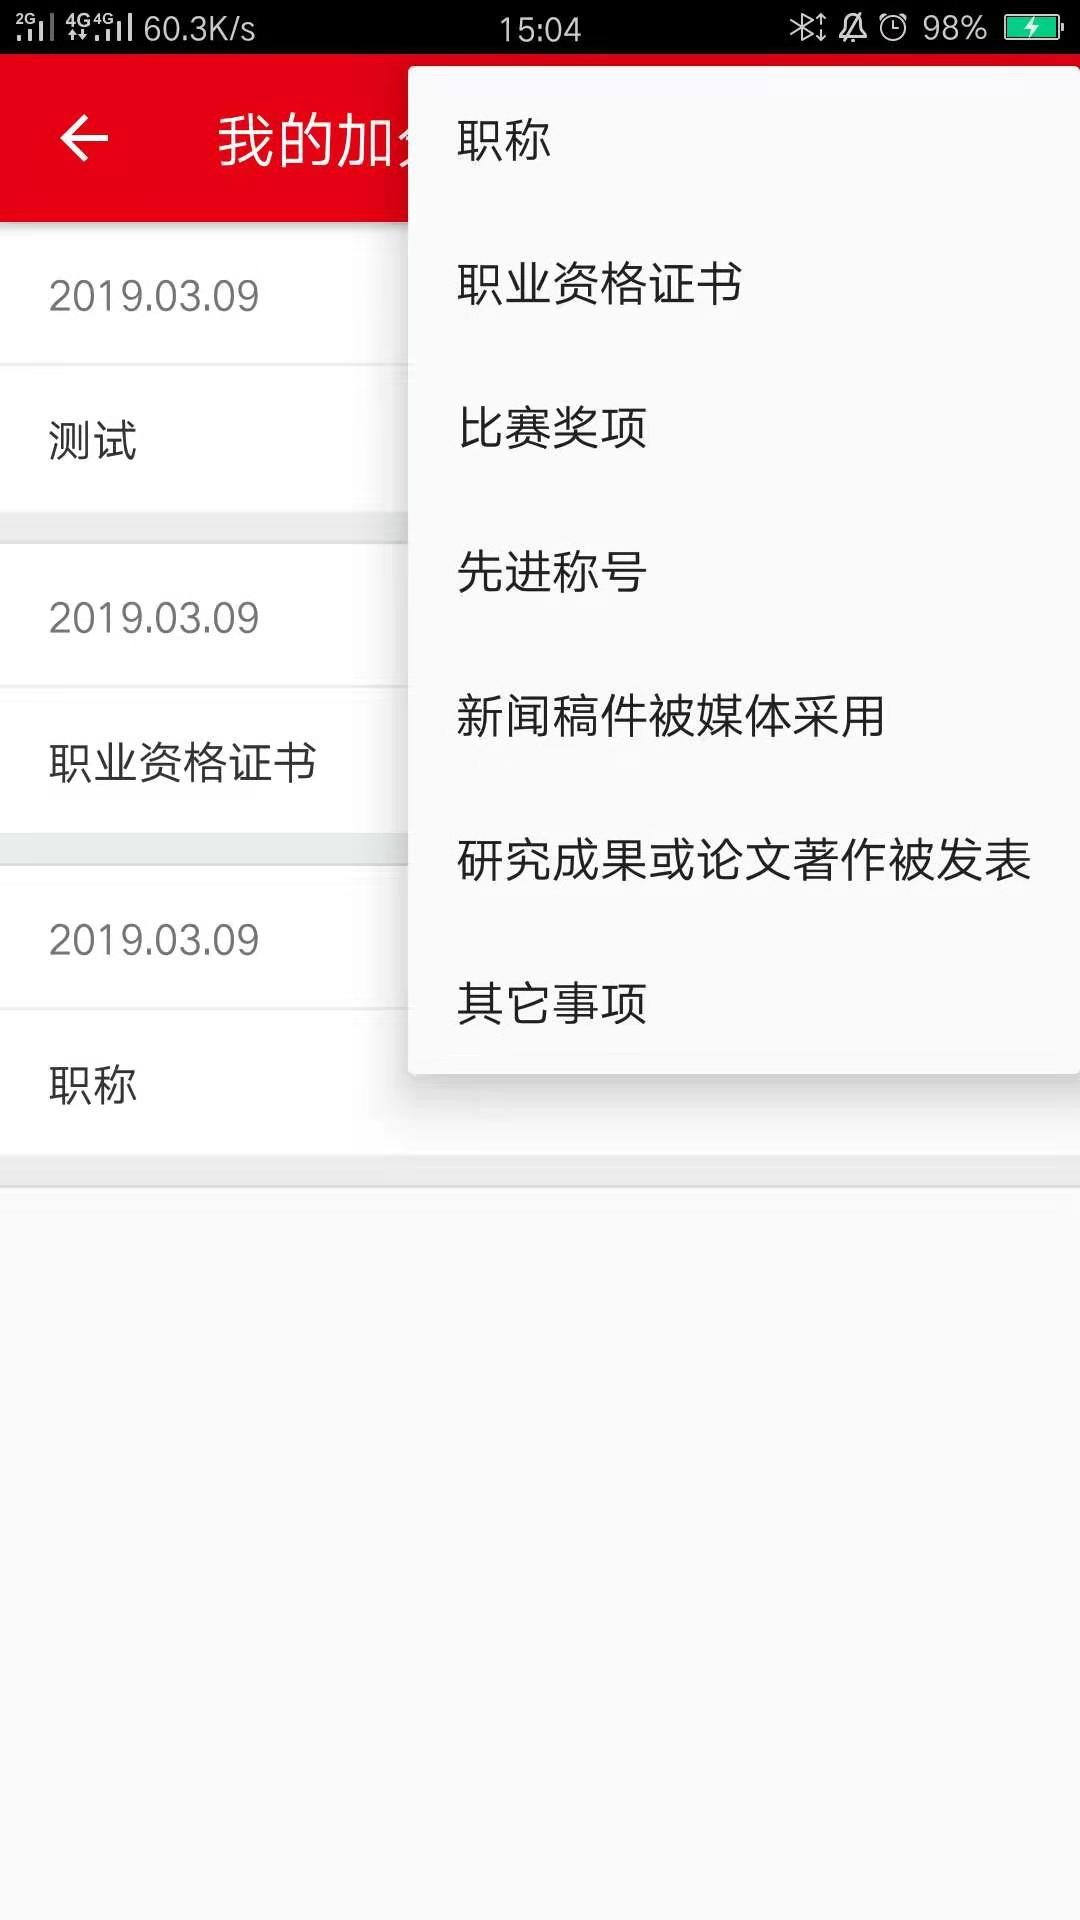 2G 4G 4G 60.3K/s 15:04 98%
我的加
职称
职业资格证书
比赛奖项
先进称号
新闻稿件被媒体采用
研究成果或论文著作被发表
其它事项
2019.03.09
测试
2019.03.09
职业资格证书
2019.03.09
职称